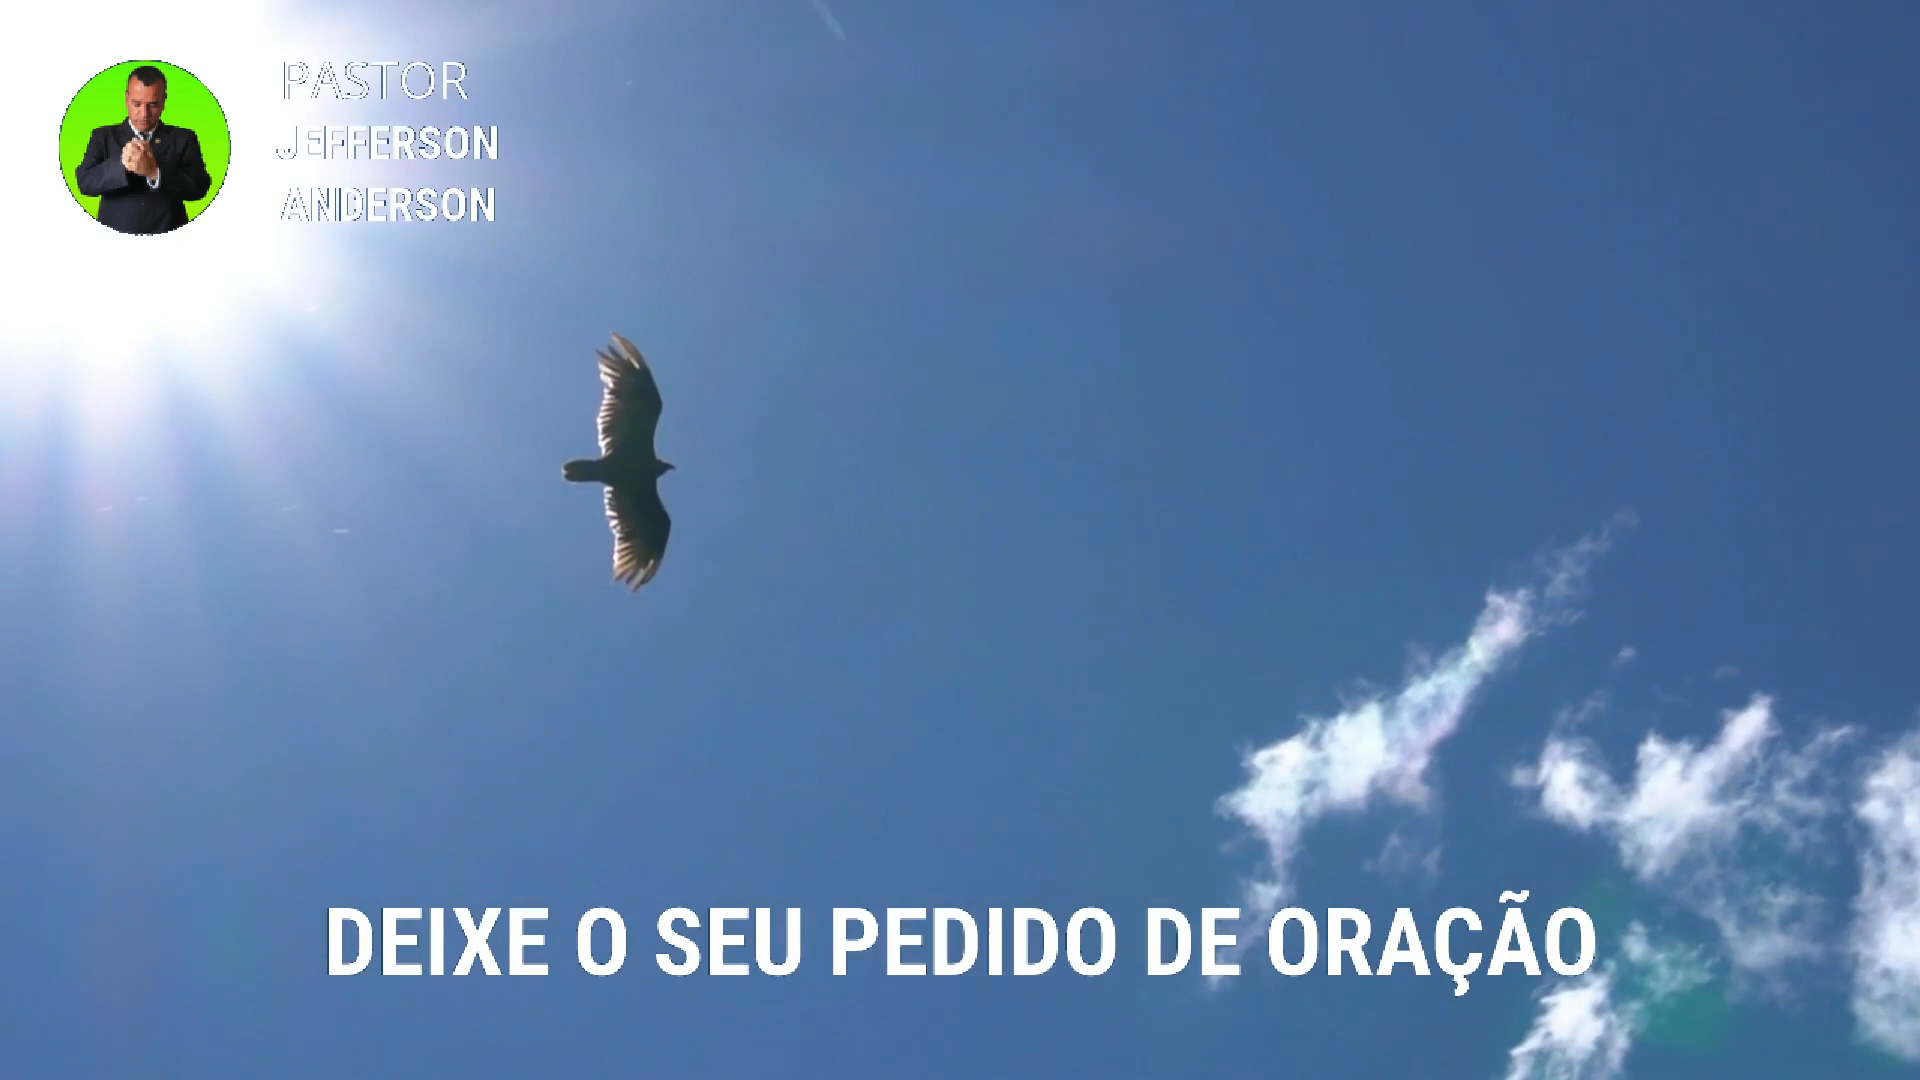 PASTOR
JEFFERSON
ANDERSON
DEIXE O SEU PEDIDO DE ORAÇÃO